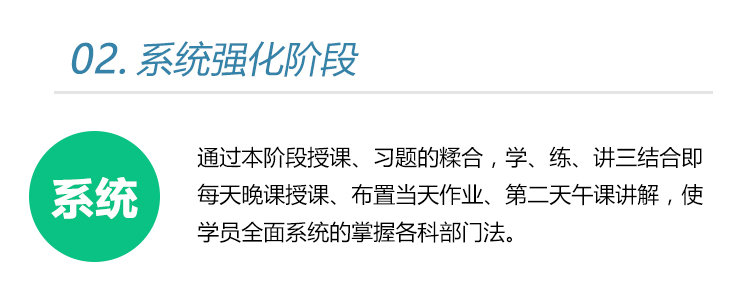 02. 系统强化阶段
系统
通过本阶段授课、习题的糅合，学、练、讲三结合即
每天晚课授课、布置当天作业、第二天午课讲解，使
学员全面系统的掌握各科部门法。